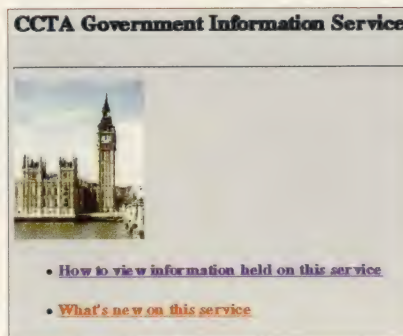 CCTA Government Information Service
• How to view information held on this service
• What's new on this service